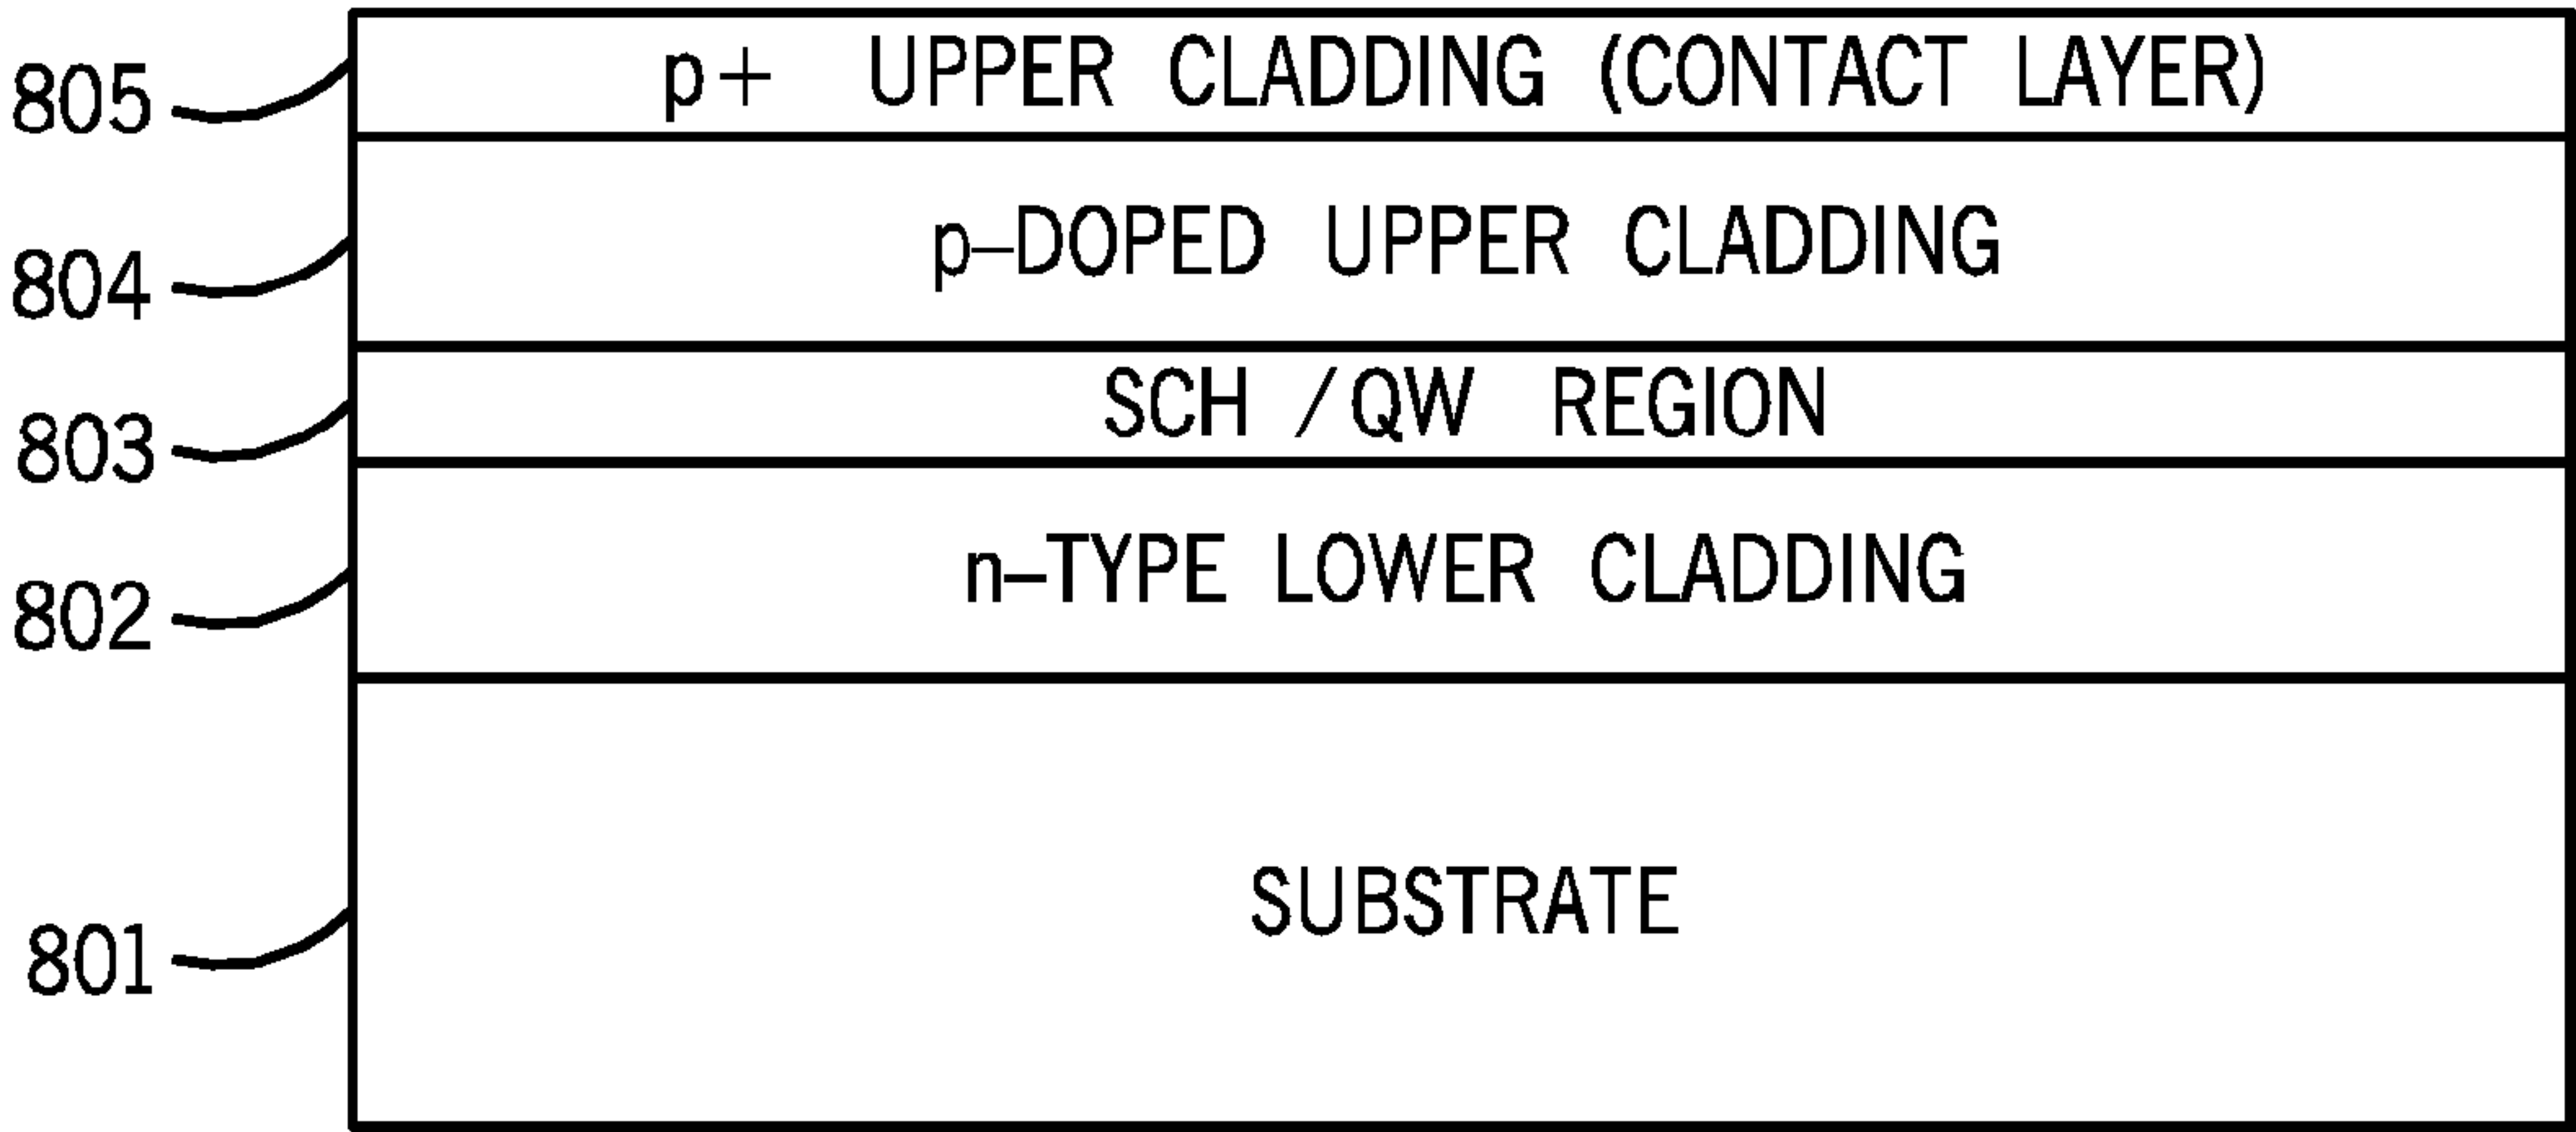 805 p+ UPPER CLADDING (CONTACT LAYER)
804 p-DOPED UPPER CLADDING
803 SCH / QW REGION
802 n-TYPE LOWER CLADDING
801 SUBSTRATE